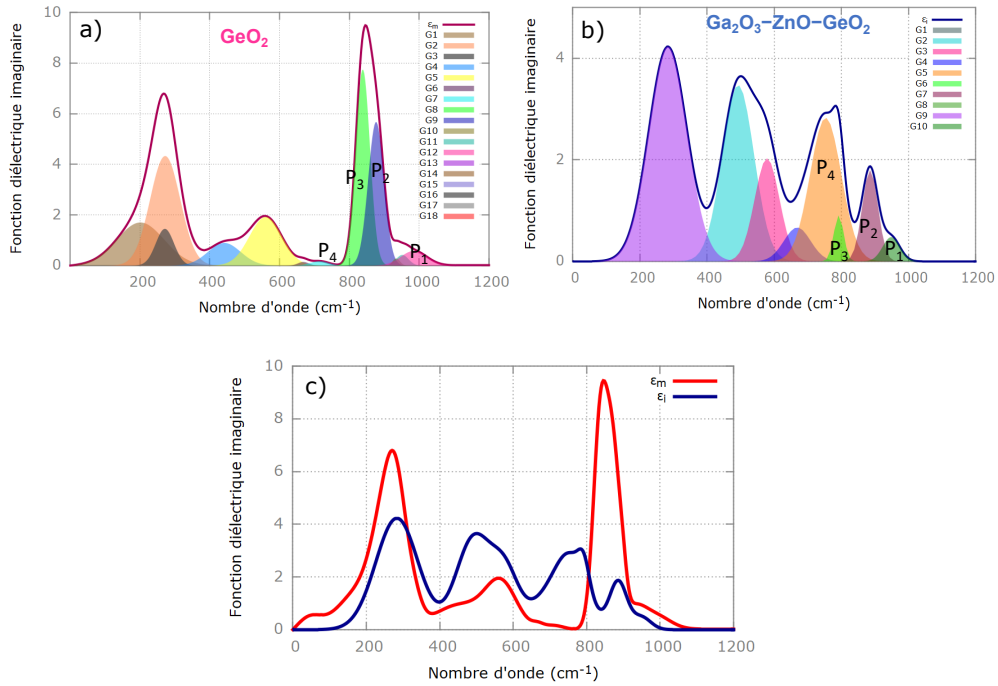 a)
GeO₂
Fonction diélectrique imaginaire
10
8
6
4
2
0
0
200
400
600
800
1000
1200
Nombre d'onde (cm⁻¹)
εₘ
G1
G2
G3
G4
G5
G6
G7
G8
G9
G10
G11
G12
G13
G14
G15
G16
G17
G18
P₃
P₂
P₄
P₁
b)
Ga₂O₃−ZnO−GeO₂
Fonction diélectrique imaginaire
4
2
0
0
200
400
600
800
1000
1200
Nombre d'onde (cm⁻¹)
εᵢ
G1
G2
G3
G4
G5
G6
G7
G8
G9
G10
P₄
P₂
P₃
P₁
c)
Fonction diélectrique imaginaire
10
8
6
4
2
0
0
200
400
600
800
1000
1200
Nombre d'onde (cm⁻¹)
εₘ
εᵢ